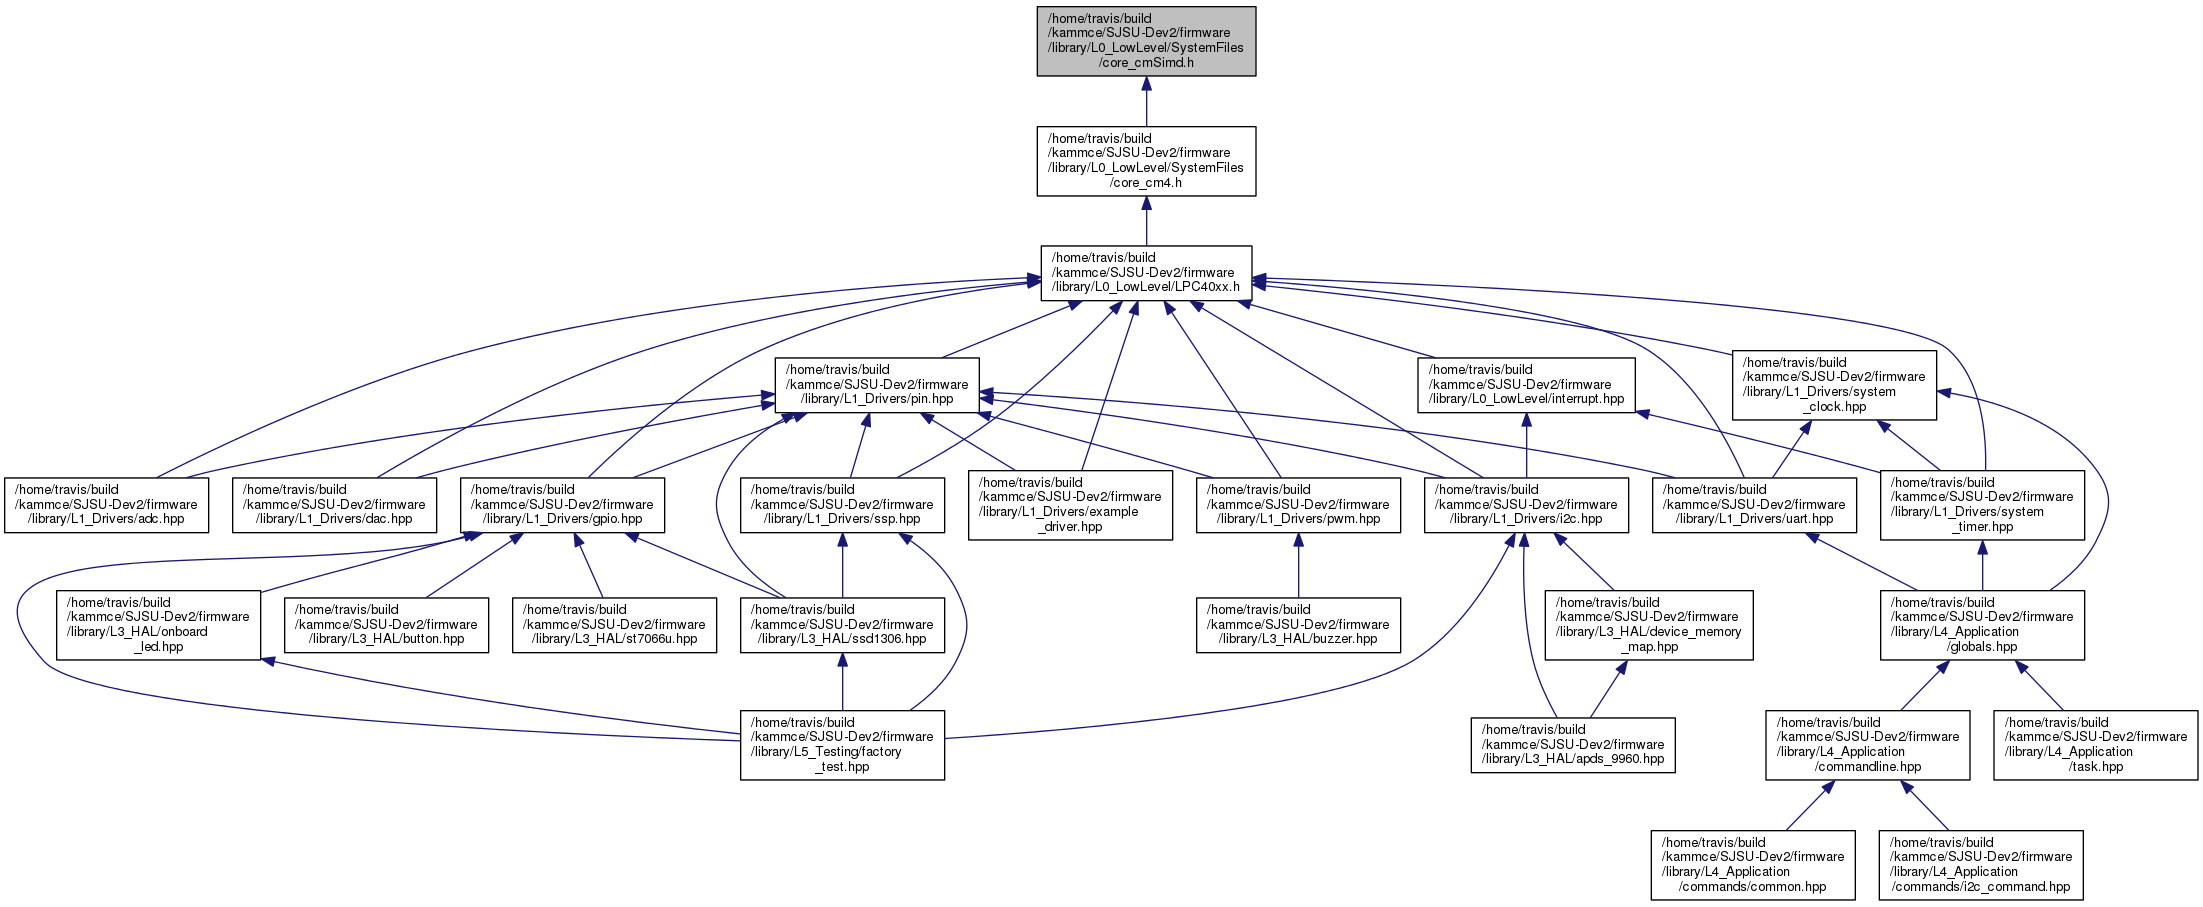 /home/travis/build
/kammce/SJSU-Dev2/firmware
/library/L0_LowLevel/SystemFiles
/core_cmSimd.h
/home/travis/build
/kammce/SJSU-Dev2/firmware
/library/L0_LowLevel/SystemFiles
/core_cm4.h
/home/travis/build
/kammce/SJSU-Dev2/firmware
/library/L0_LowLevel/LPC40xx.h
/home/travis/build
/kammce/SJSU-Dev2/firmware
/library/L1_Drivers/pin.hpp
/home/travis/build
/kammce/SJSU-Dev2/firmware
/library/L0_LowLevel/interrupt.hpp
/home/travis/build
/kammce/SJSU-Dev2/firmware
/library/L1_Drivers/system
_clock.hpp
/home/travis/build
/kammce/SJSU-Dev2/firmware
/library/L1_Drivers/adc.hpp
/home/travis/build
/kammce/SJSU-Dev2/firmware
/library/L1_Drivers/dac.hpp
/home/travis/build
/kammce/SJSU-Dev2/firmware
/library/L1_Drivers/gpio.hpp
/home/travis/build
/kammce/SJSU-Dev2/firmware
/library/L1_Drivers/ssp.hpp
/home/travis/build
/kammce/SJSU-Dev2/firmware
/library/L1_Drivers/example
_driver.hpp
/home/travis/build
/kammce/SJSU-Dev2/firmware
/library/L1_Drivers/pwm.hpp
/home/travis/build
/kammce/SJSU-Dev2/firmware
/library/L1_Drivers/i2c.hpp
/home/travis/build
/kammce/SJSU-Dev2/firmware
/library/L1_Drivers/uart.hpp
/home/travis/build
/kammce/SJSU-Dev2/firmware
/library/L1_Drivers/system
_timer.hpp
/home/travis/build
/kammce/SJSU-Dev2/firmware
/library/L3_HAL/onboard
_led.hpp
/home/travis/build
/kammce/SJSU-Dev2/firmware
/library/L3_HAL/button.hpp
/home/travis/build
/kammce/SJSU-Dev2/firmware
/library/L3_HAL/st7066u.hpp
/home/travis/build
/kammce/SJSU-Dev2/firmware
/library/L3_HAL/ssd1306.hpp
/home/travis/build
/kammce/SJSU-Dev2/firmware
/library/L3_HAL/buzzer.hpp
/home/travis/build
/kammce/SJSU-Dev2/firmware
/library/L3_HAL/device_memory
_map.hpp
/home/travis/build
/kammce/SJSU-Dev2/firmware
/library/L4_Application
/globals.hpp
/home/travis/build
/kammce/SJSU-Dev2/firmware
/library/L5_Testing/factory
_test.hpp
/home/travis/build
/kammce/SJSU-Dev2/firmware
/library/L3_HAL/apds_9960.hpp
/home/travis/build
/kammce/SJSU-Dev2/firmware
/library/L4_Application
/commandline.hpp
/home/travis/build
/kammce/SJSU-Dev2/firmware
/library/L4_Application
/task.hpp
/home/travis/build
/kammce/SJSU-Dev2/firmware
/library/L4_Application
/commands/common.hpp
/home/travis/build
/kammce/SJSU-Dev2/firmware
/library/L4_Application
/commands/i2c_command.hpp